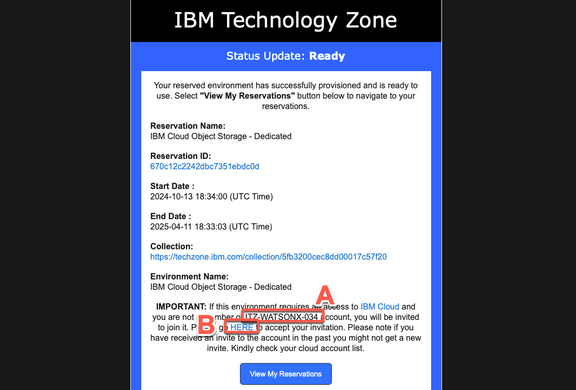 IBM Technology Zone
Status Update: Ready
Your reserved environment has successfully provisioned and is ready to
use. Select "View My Reservations" button below to navigate to your
reservations.
Reservation Name:
IBM Cloud Object Storage - Dedicated
Reservation ID:
670c12c2242dbc7351ebdc0d
Start Date :
2024-10-13 18:34:00 (UTC Time)
End Date :
2025-04-11 18:33:03 (UTC Time)
Collection:
https://techzone.ibm.com/collection/5fb3200cec8dd00017c57f20
Environment Name:
IBM Cloud Object Storage - Dedicated
A
IMPORTANT: If this environment requires an access to IBM Cloud and
you are not ITZ-WATSONX-034 account, you will be invited
B
to join it. go HERE to accept your invitation. Please note if you
have received an invite to the account in the past you might not get a new
invite. Kindly check your cloud account list.
View My Reservations